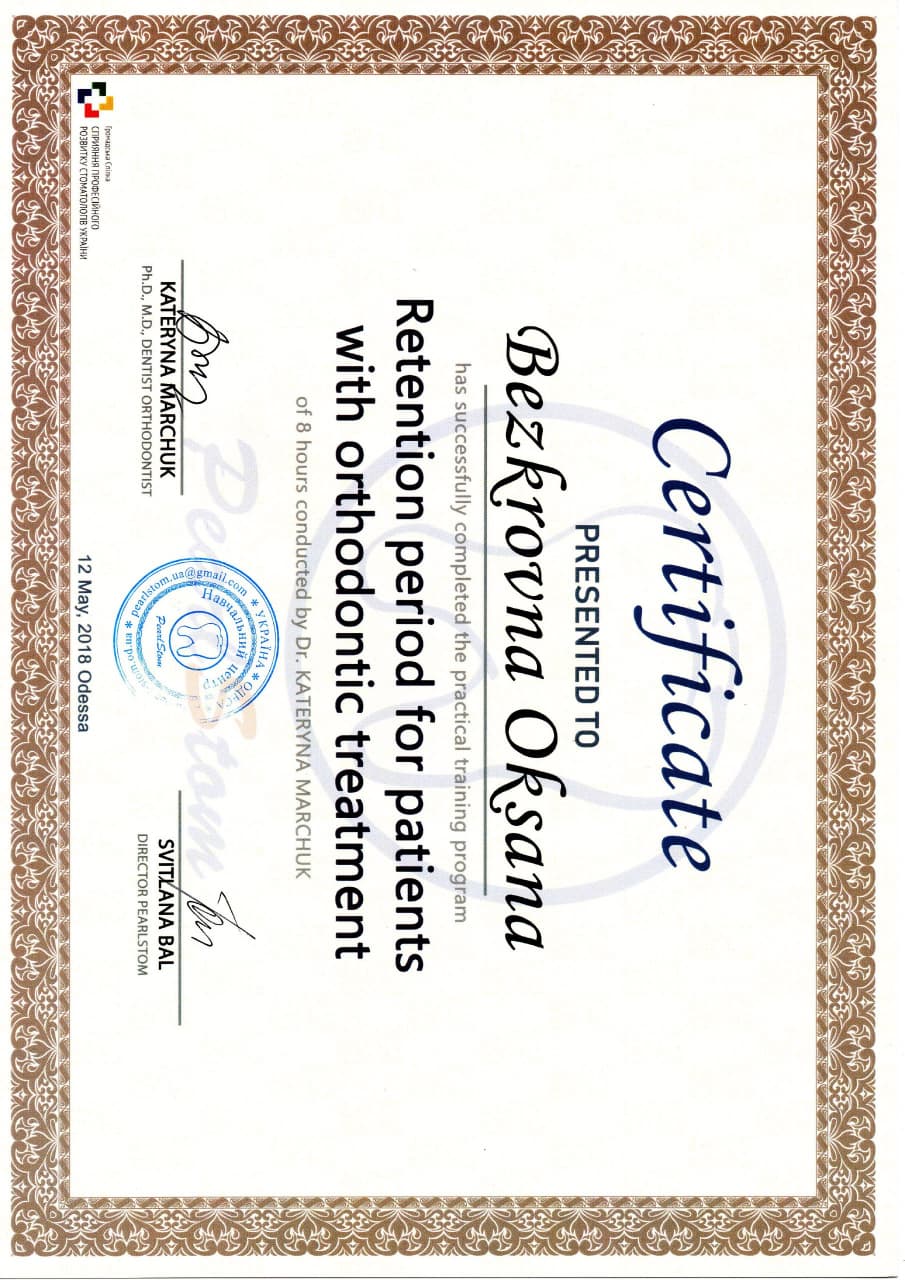 Certificate
PRESENTED TO
Bezkrovna Oksana
has successfully completed the practical training program
Retention period for patients
with orthodontic treatment
of 8 hours conducted by Dr. KATERYNA MARCHUK
PearlStom
* УКРАЇНА * ОДЕСА
Навчальний центр
PearlStom
pearlstom.ua@gmail.com
KATERYNA MARCHUK
Ph.D., M.D., DENTIST ORTHODONTIST
SVITLANA BAL
DIRECTOR PEARLSTOM
Громадська Спілка
СПРИЯННЯ ПРОФЕСІЙНОГО
РОЗВИТКУ СТОМАТОЛОГІВ УКРАЇНИ
12 May, 2018 Odessa